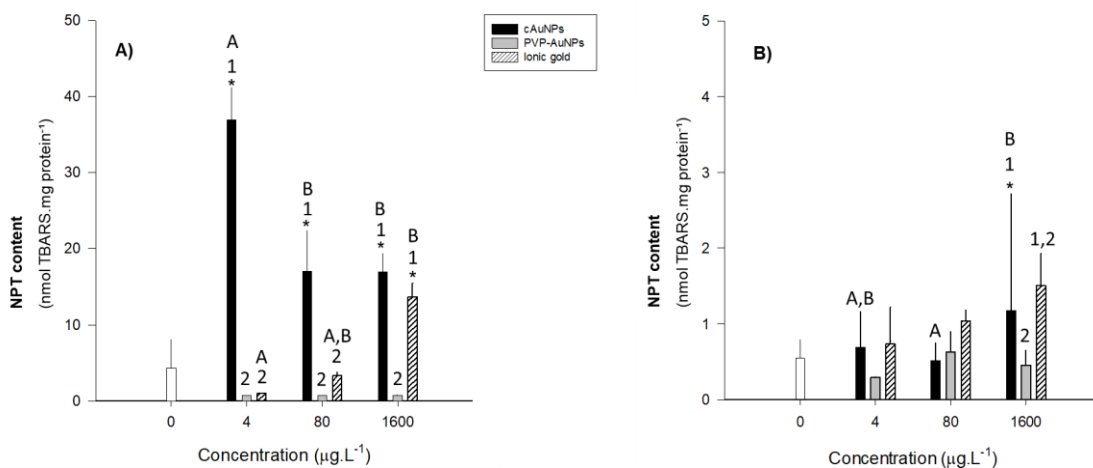 A)
NPT content
(nmol TBARS.mg protein⁻¹)
50
40
30
20
10
0
A
1
*
2
A
2
B
1
*
2
A,B
2
B
1
*
2
B
1
*
0
4
80
1600
Concentration (µg.L⁻¹)
cAuNPs
PVP-AuNPs
Ionic gold
B)
NPT content
(nmol TBARS.mg protein⁻¹)
5
4
3
2
1
0
A,B
A
B
1
*
2
1,2
0
4
80
1600
Concentration (µg.L⁻¹)